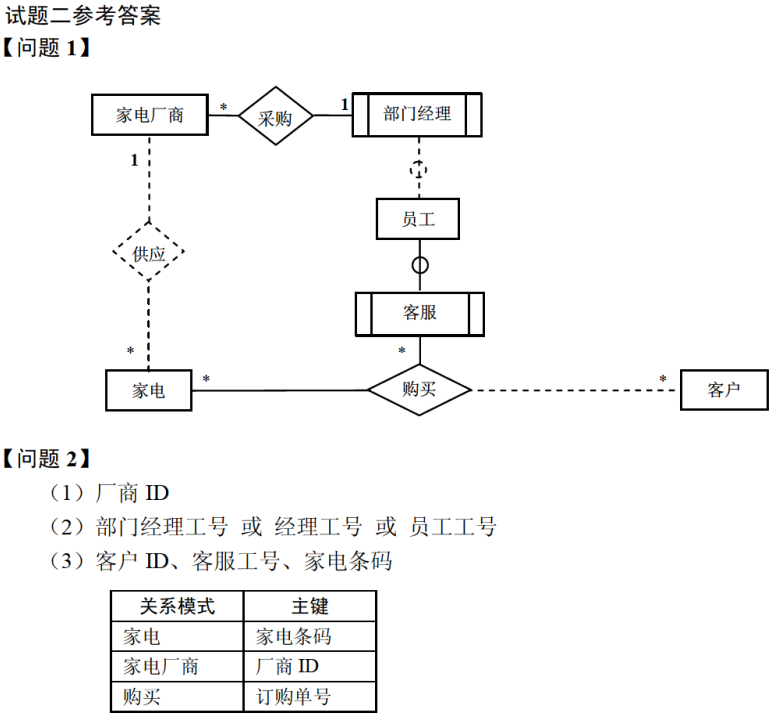 试题二参考答案
【问题 1】
家电厂商 * 采购 1 部门经理
1
员工
供应
客服
*
*
家电 * 购买 * 客户
【问题 2】
（1）厂商 ID
（2）部门经理工号 或 经理工号 或 员工工号
（3）客户 ID、客服工号、家电条码
关系模式 主键
家电 家电条码
家电厂商 厂商 ID
购买 订购单号